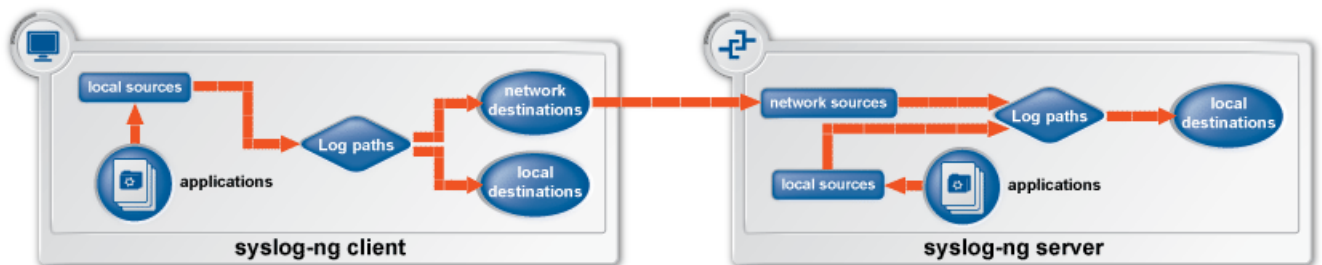 local sources
applications
Log paths
network
destinations
local
destinations
syslog-ng client
network sources
local sources
applications
Log paths
local
destinations
syslog-ng server